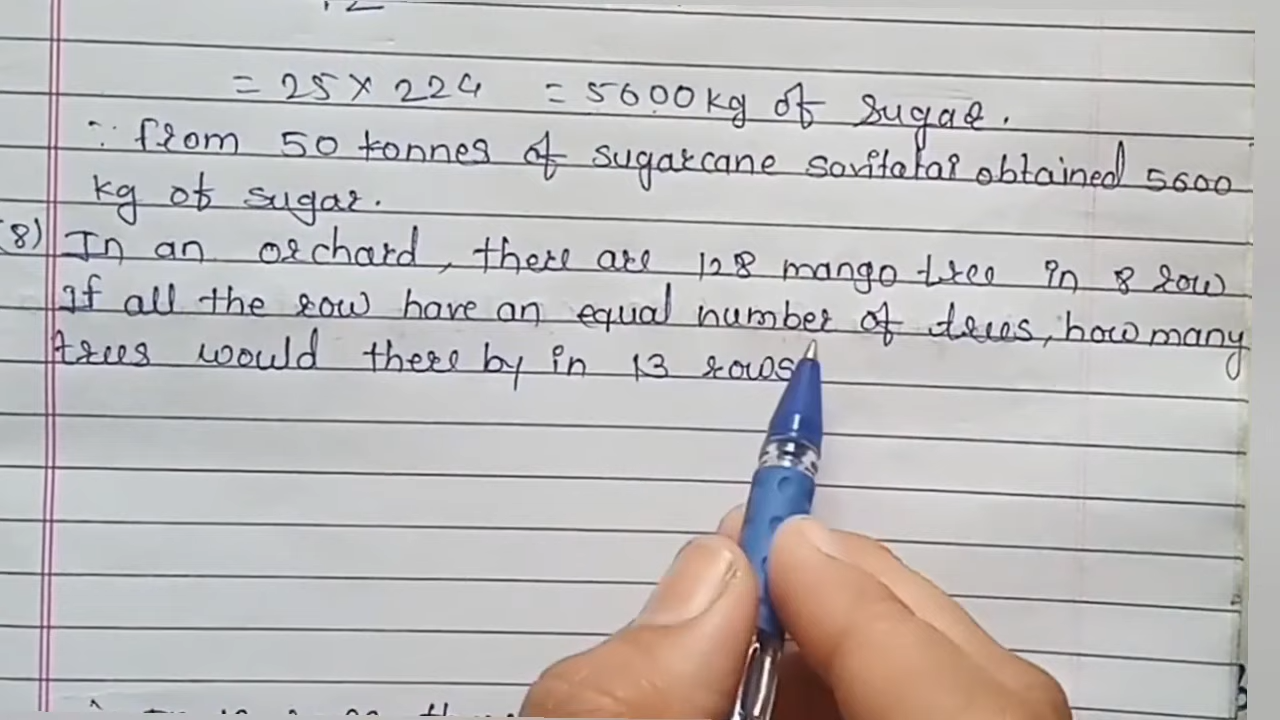 = 25 × 224 = 5600 kg of sugar.
∵ from 50 tonnes of sugarcane savitatai obtained 5600
kg of sugar.
(8) In an orchard, there are 128 mango tree in 8 row
If all the row have an equal number of trees, how many
trees would there by in 13 rows